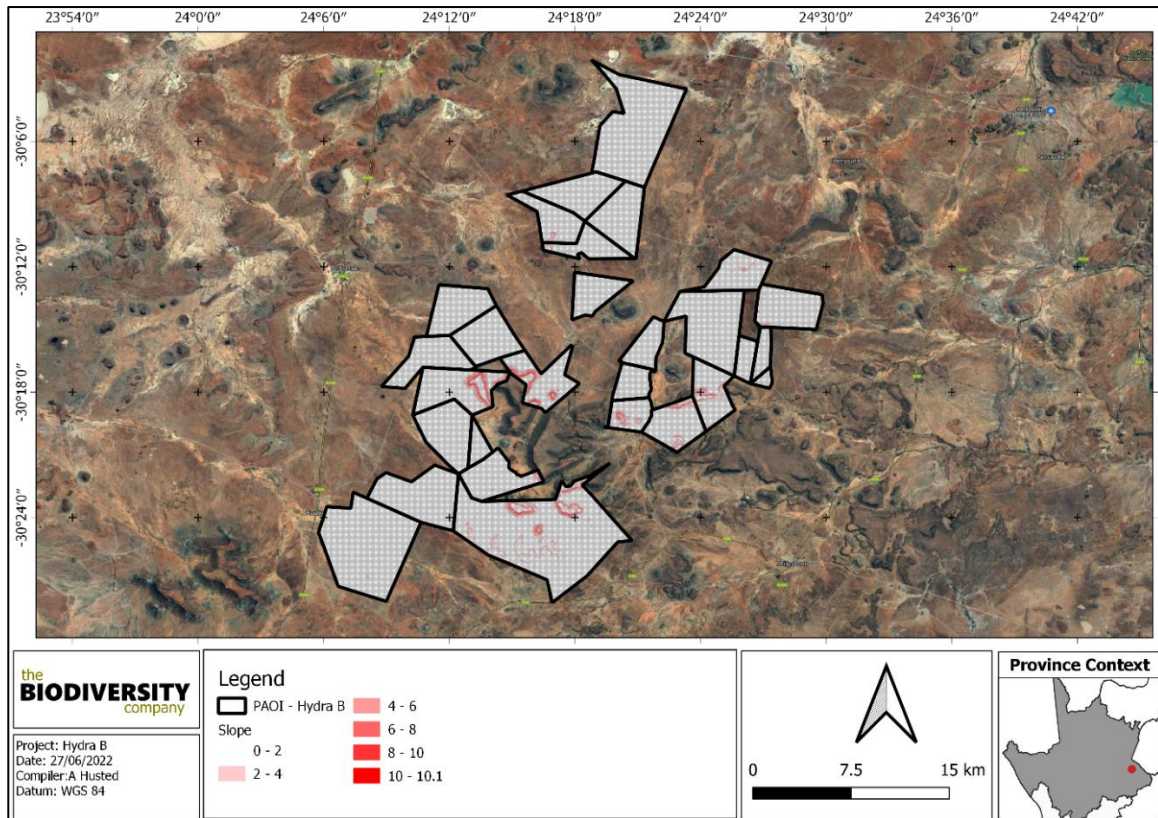 23°54′0″ 24°0′0″ 24°6′0″ 24°12′0″ 24°18′0″ 24°24′0″ 24°30′0″ 24°36′0″ 24°42′0″
-30°6′0″
-30°12′0″
-30°18′0″
-30°24′0″
the
BIODIVERSITY
company
Project: Hydra B
Date: 27/06/2022
Compiler:A Husted
Datum: WGS 84
Legend
PAOI - Hydra B
Slope
0 - 2
2 - 4
4 - 6
6 - 8
8 - 10
10 - 10.1
0 7.5 15 km
Province Context